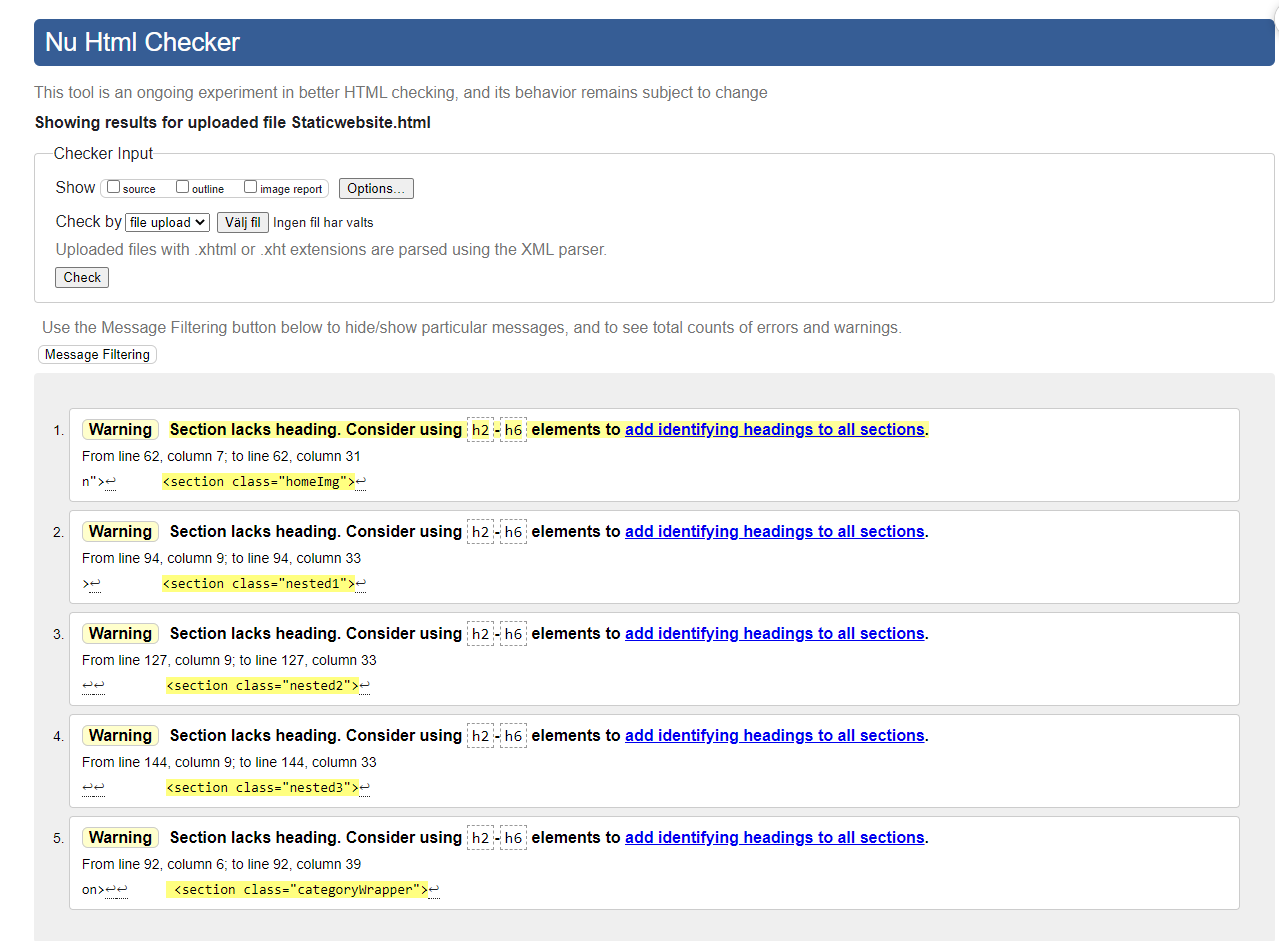 Nu Html Checker
This tool is an ongoing experiment in better HTML checking, and its behavior remains subject to change
Showing results for uploaded file Staticwebsite.html
Checker Input
Show source outline image report Options...
Check by file upload Välj fil Ingen fil har valts
Uploaded files with .xhtml or .xht extensions are parsed using the XML parser.
Check
Use the Message Filtering button below to hide/show particular messages, and to see total counts of errors and warnings.
Message Filtering
1. Warning Section lacks heading. Consider using h2-h6 elements to add identifying headings to all sections.
From line 62, column 7; to line 62, column 31
n">↩ <section class="homeImg">↩
2. Warning Section lacks heading. Consider using h2-h6 elements to add identifying headings to all sections.
From line 94, column 9; to line 94, column 33
>↩ <section class="nested1">↩
3. Warning Section lacks heading. Consider using h2-h6 elements to add identifying headings to all sections.
From line 127, column 9; to line 127, column 33
↩↩ <section class="nested2">↩
4. Warning Section lacks heading. Consider using h2-h6 elements to add identifying headings to all sections.
From line 144, column 9; to line 144, column 33
↩↩ <section class="nested3">↩
5. Warning Section lacks heading. Consider using h2-h6 elements to add identifying headings to all sections.
From line 92, column 6; to line 92, column 39
on>↩↩ <section class="categoryWrapper">↩